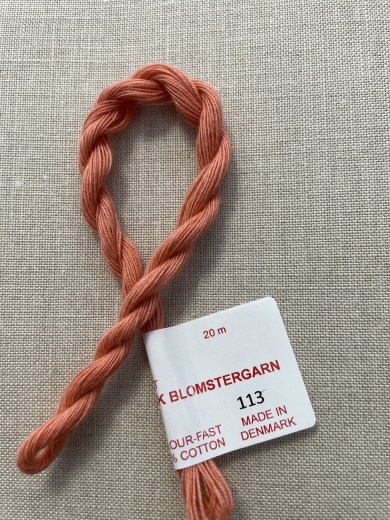 20 m
K BLOMSTERGARN
113
OUR-FAST MADE IN
% COTTON DENMARK